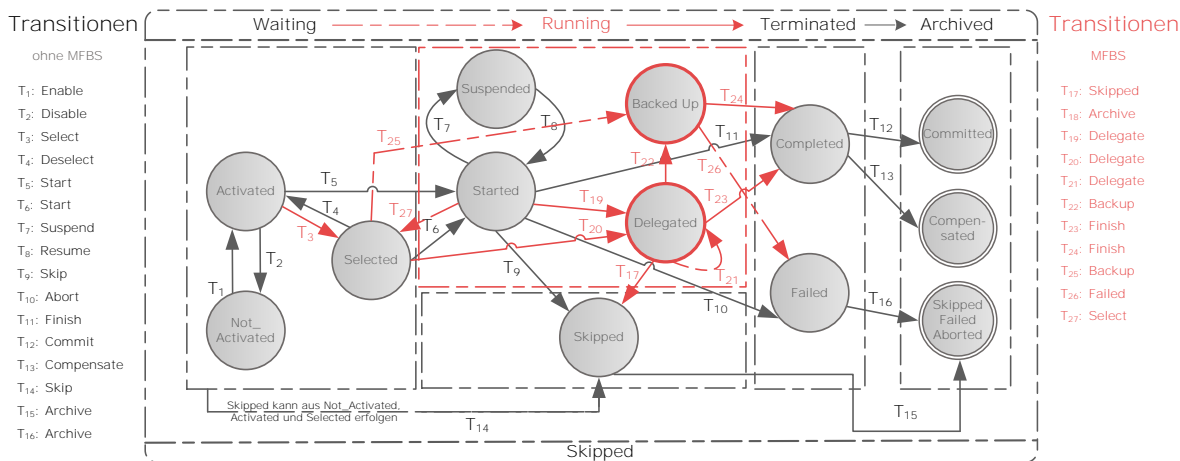 Transitionen
ohne MFBS
T1: Enable
T2: Disable
T3: Select
T4: Deselect
T5: Start
T6: Start
T7: Suspend
T8: Resume
T9: Skip
T10: Abort
T11: Finish
T12: Commit
T13: Compensate
T14: Skip
T15: Archive
T16: Archive
Waiting
Running
Terminated
Archived
Suspended
Backed Up
T24
T25
T7
T8
T11
T12
Committed
Completed
T22
T26
T13
Activated
T5
Started
T19
T23
T4
T27
T3
T6
T20
Delegated
Compen-
sated
Selected
T2
T9
T17
T21
T1
T10
Failed
T16
Not_
Activated
Skipped
Skipped
Failed
Aborted
Skipped kann aus Not_Activated,
Activated und Selected erfolgen
T14
T15
Skipped
Transitionen
MFBS
T17: Skipped
T18: Archive
T19: Delegate
T20: Delegate
T21: Delegate
T22: Backup
T23: Finish
T24: Finish
T25: Backup
T26: Failed
T27: Select